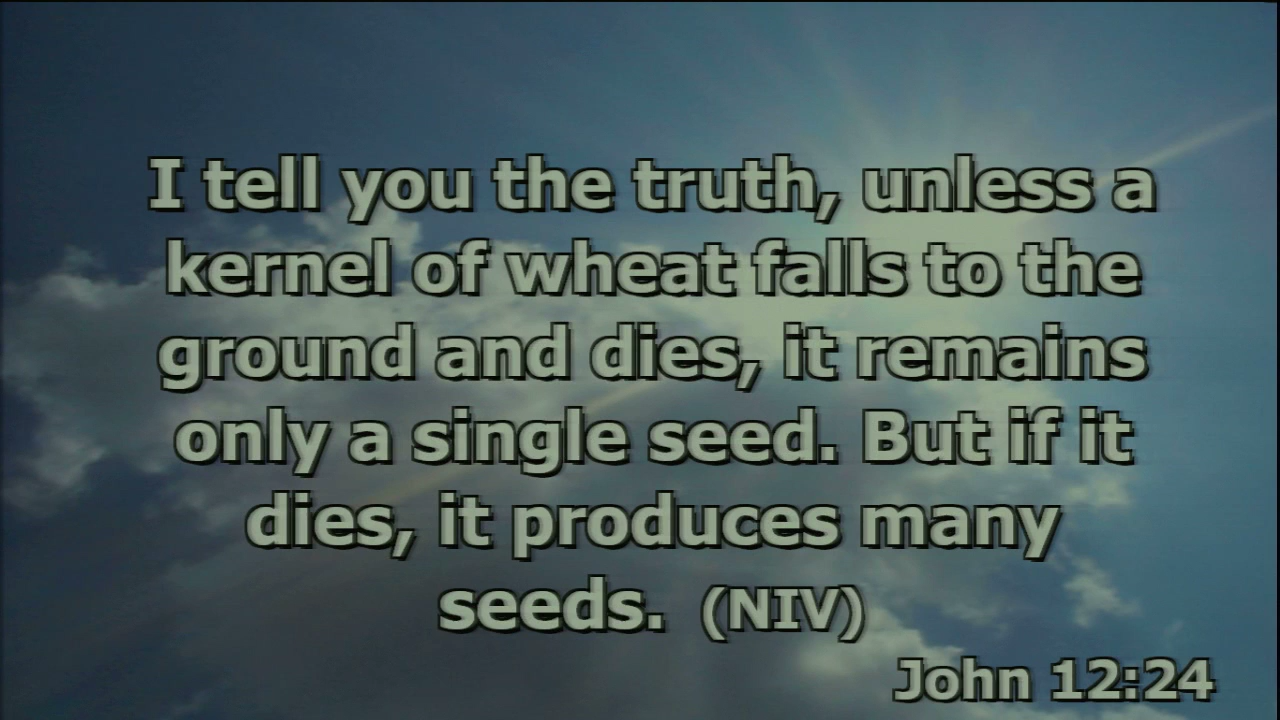 I tell you the truth, unless a
kernel of wheat falls to the
ground and dies, it remains
only a single seed. But if it
dies, it produces many
seeds. (NIV)
John 12:24